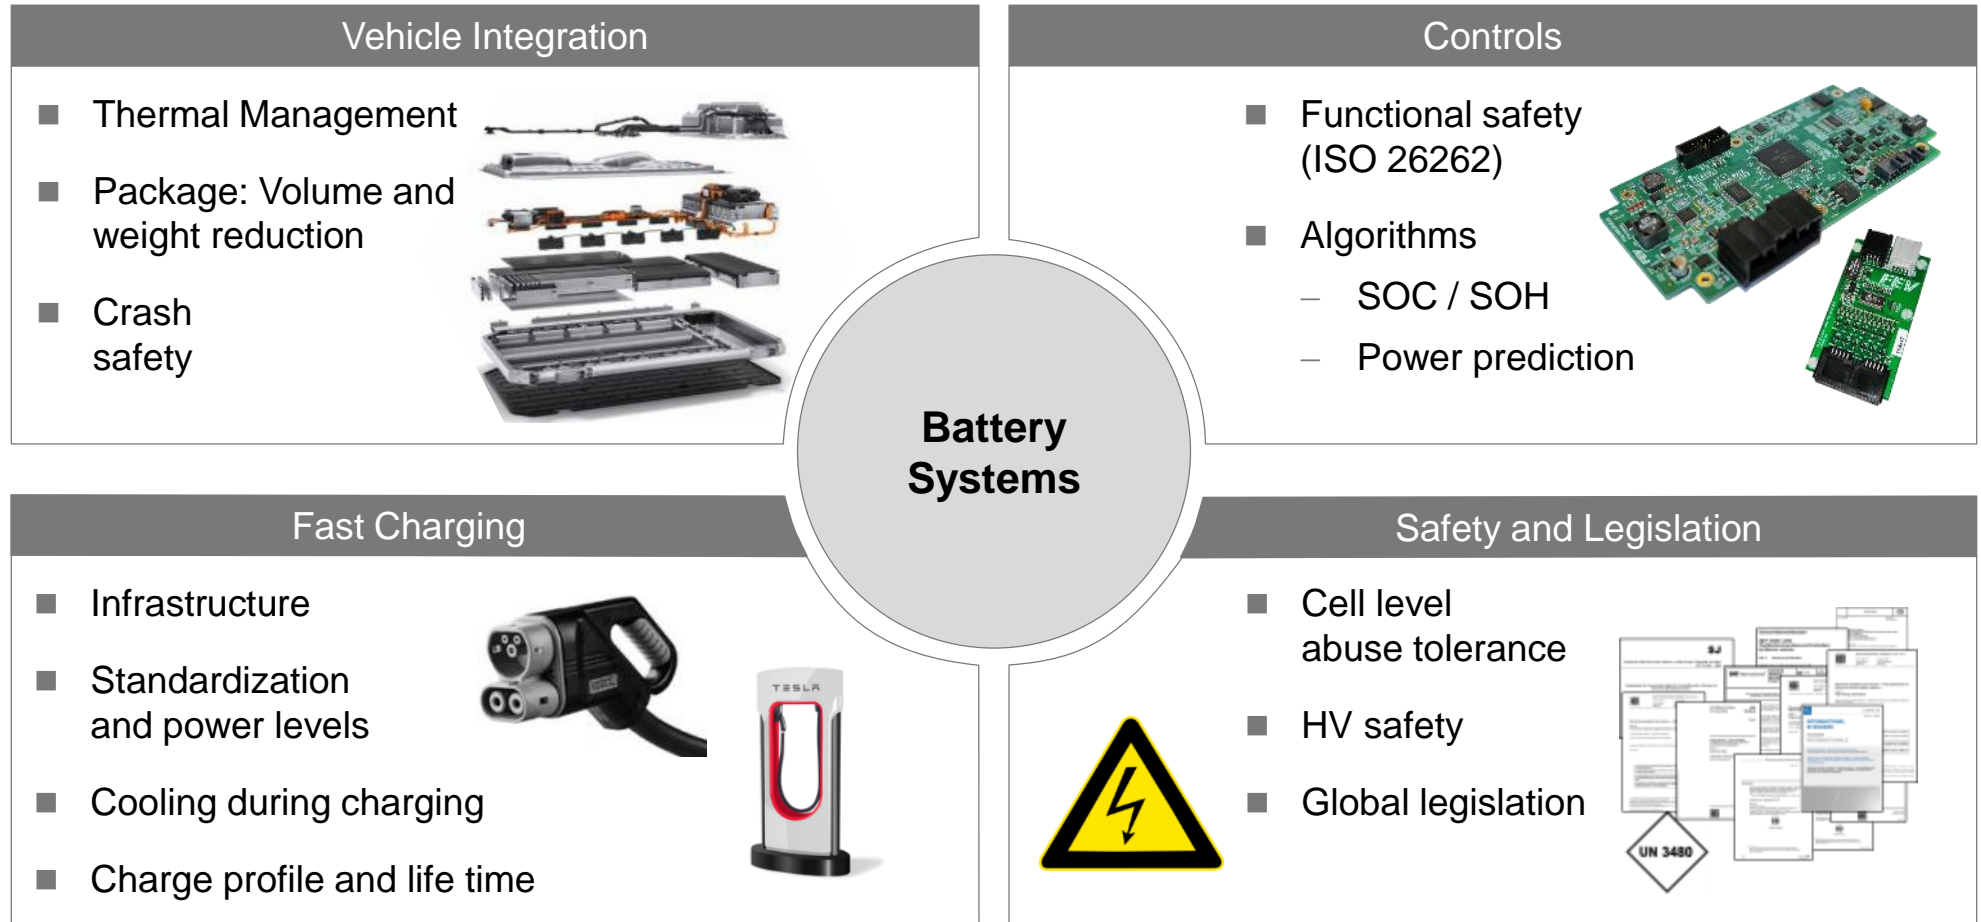 Vehicle Integration
Thermal Management
Package: Volume and
weight reduction
Crash
safety
Controls
Functional safety
(ISO 26262)
Algorithms
– SOC / SOH
– Power prediction
FEV
Battery
Systems
Fast Charging
Infrastructure
Standardization
and power levels
Cooling during charging
Charge profile and life time
TESLA
Safety and Legislation
Cell level
abuse tolerance
HV safety
Global legislation
SJ
UN 3480